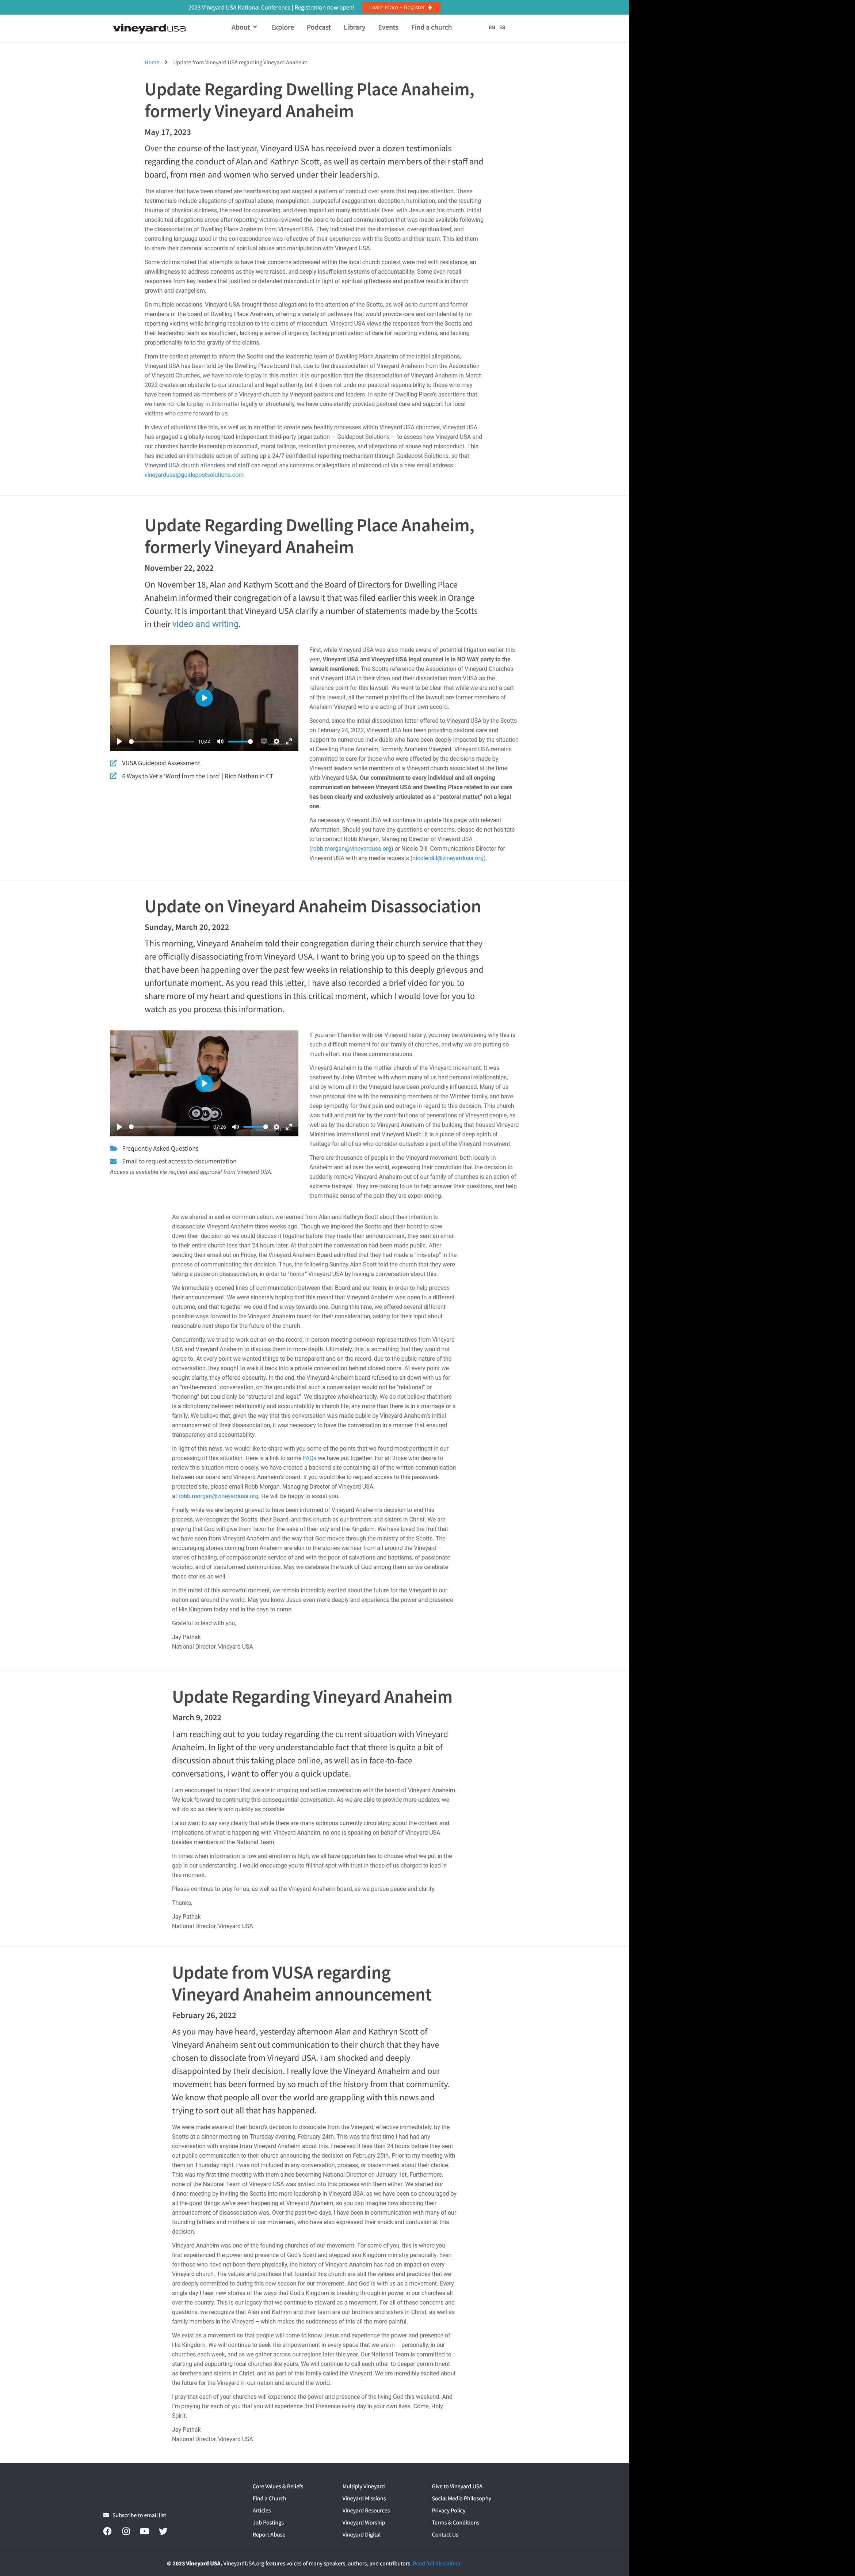 2023 Vineyard USA National Conference | Registration now open!
Learn More + Register
vineyardusa
About
Explore
Podcast
Library
Events
Find a church
EN ES
Home
Update from Vineyard USA regarding Vineyard Anaheim
Update Regarding Dwelling Place Anaheim,
formerly Vineyard Anaheim
May 17, 2023
Over the course of the last year, Vineyard USA has received over a dozen testimonials
regarding the conduct of Alan and Kathryn Scott, as well as certain members of their staff and
board, from men and women who served under their leadership.
The stories that have been shared are heartbreaking and suggest a pattern of conduct over years that requires attention. These
testimonials include allegations of spiritual abuse, manipulation, purposeful exaggeration, deception, humiliation, and the resulting
trauma of physical sickness, the need for counseling, and deep impact on many individuals' lives with Jesus and his church. Initial
unsolicited allegations arose after reporting victims reviewed the board-to-board communication that was made available following
the disassociation of Dwelling Place Anaheim from Vineyard USA. They indicated that the dismissive, over-spiritualized, and
controlling language used in the correspondence was reflective of their experiences with the Scotts and their team. This led them
to share their personal accounts of spiritual abuse and manipulation with Vineyard USA.
Some victims noted that attempts to have their concerns addressed within the local church context were met with resistance, an
unwillingness to address concerns as they were raised, and deeply insufficient systems of accountability. Some even recall
responses from key leaders that justified or defended misconduct in light of spiritual giftedness and positive results in church
growth and evangelism.
On multiple occasions, Vineyard USA brought these allegations to the attention of the Scotts, as well as to current and former
members of the board of Dwelling Place Anaheim, offering a variety of pathways that would provide care and confidentiality for
reporting victims while bringing resolution to the claims of misconduct. Vineyard USA views the responses from the Scotts and
their leadership team as insufficient, lacking a sense of urgency, lacking prioritization of care for reporting victims, and lacking
proportionality to to the gravity of the claims.
From the earliest attempt to inform the Scotts and the leadership team of Dwelling Place Anaheim of the initial allegations,
Vineyard USA has been told by the Dwelling Place board that, due to the disassociation of Vineyard Anaheim from the Association
of Vineyard Churches, we have no role to play in this matter. It is our position that the disassociation of Vineyard Anaheim in March
2022 creates an obstacle to our structural and legal authority, but it does not undo our pastoral responsibility to those who may
have been harmed as members of a Vineyard church by Vineyard pastors and leaders. In spite of Dwelling Place's assertions that
we have no role to play in this matter legally or structurally, we have consistently provided pastoral care and support for local
victims who came forward to us.
In view of situations like this, as well as in an effort to create new healthy processes within Vineyard USA churches, Vineyard USA
has engaged a globally-recognized independent third-party organization — Guidepost Solutions — to assess how Vineyard USA and
our churches handle leadership misconduct, moral failings, restoration processes, and allegations of abuse and misconduct. This
has included an immediate action of setting up a 24/7 confidential reporting mechanism through Guidepost Solutions, so that
Vineyard USA church attenders and staff can report any concerns or allegations of misconduct via a new email address:
vineyardusa@guidepostsolutions.com
Update Regarding Dwelling Place Anaheim,
formerly Vineyard Anaheim
November 22, 2022
On November 18, Alan and Kathyrn Scott and the Board of Directors for Dwelling Place
Anaheim informed their congregation of a lawsuit that was filed earlier this week in Orange
County. It is important that Vineyard USA clarify a number of statements made by the Scotts
in their video and writing.
10:44
VUSA Guidepost Assessment
6 Ways to Vet a 'Word from the Lord' | Rich Nathan in CT
First, while Vineyard USA was also made aware of potential litigation earlier this
year, Vineyard USA and Vineyard USA legal counsel is in NO WAY party to the
lawsuit mentioned. The Scotts reference the Association of Vineyard Churches
and Vineyard USA in their video and their dissociation from VUSA as the
reference point for this lawsuit. We want to be clear that while we are not a part
of this lawsuit, all the named plaintiffs of the lawsuit are former members of
Anaheim Vineyard who are acting of their own accord.
Second, since the initial dissociation letter offered to Vineyard USA by the Scotts
on February 24, 2022, Vineyard USA has been providing pastoral care and
support to numerous individuals who have been deeply impacted by the situation
at Dwelling Place Anaheim, formerly Anaheim Vineyard. Vineyard USA remains
committed to care for those who were affected by the decisions made by
Vineyard leaders while members of a Vineyard church associated at the time
with Vineyard USA. Our commitment to every individual and all ongoing
communication between Vineyard USA and Dwelling Place related to our care
has been clearly and exclusively articulated as a "pastoral matter," not a legal
one.
As necessary, Vineyard USA will continue to update this page with relevant
information. Should you have any questions or concerns, please do not hesitate
to to contact Robb Morgan, Managing Director of Vineyard USA
(robb.morgan@vineyardusa.org) or Nicole Dill, Communications Director for
Vineyard USA with any media requests (nicole.dill@vineyardusa.org).
Update on Vineyard Anaheim Disassociation
Sunday, March 20, 2022
This morning, Vineyard Anaheim told their congregation during their church service that they
are officially disassociating from Vineyard USA. I want to bring you up to speed on the things
that have been happening over the past few weeks in relationship to this deeply grievous and
unfortunate moment. As you read this letter, I have also recorded a brief video for you to
share more of my heart and questions in this critical moment, which I would love for you to
watch as you process this information.
07:26
Frequently Asked Questions
Email to request access to documentation
Access is available via request and approval from Vineyard USA.
If you aren't familiar with our Vineyard history, you may be wondering why this is
such a difficult moment for our family of churches, and why we are putting so
much effort into these communications.
Vineyard Anaheim is the mother church of the Vineyard movement. It was
pastored by John Wimber, with whom many of us had personal relationships,
and by whom all in the Vineyard have been profoundly influenced. Many of us
have personal ties with the remaining members of the Wimber family, and have
deep sympathy for their pain and outrage in regard to this decision. This church
was built and paid for by the contributions of generations of Vineyard people, as
well as by the donation to Vineyard Anaheim of the building that housed Vineyard
Ministries International and Vineyard Music. It is a place of deep spiritual
heritage for all of us who consider ourselves a part of the Vineyard movement.
There are thousands of people in the Vineyard movement, both locally in
Anaheim and all over the world, expressing their conviction that the decision to
suddenly remove Vineyard Anaheim out of our family of churches is an action of
extreme betrayal. They are looking to us to help answer their questions, and help
them make sense of the pain they are experiencing.
As we shared in earlier communication, we learned from Alan and Kathryn Scott about their intention to
disassociate Vineyard Anaheim three weeks ago. Though we implored the Scotts and their board to slow
down their decision so we could discuss it together before they made their announcement, they sent an email
to their entire church less than 24 hours later. At that point the conversation had been made public. After
sending their email out on Friday, the Vineyard Anaheim Board admitted that they had made a "mis-step" in the
process of communicating this decision. Thus, the following Sunday Alan Scott told the church that they were
taking a pause on disassociation, in order to "honor" Vineyard USA by having a conversation about this.
We immediately opened lines of communication between their Board and our team, in order to help process
their announcement. We were sincerely hoping that this meant that Vineyard Anaheim was open to a different
outcome, and that together we could find a way towards one. During this time, we offered several different
possible ways forward to the Vineyard Anaheim board for their consideration, asking for their input about
reasonable next steps for the future of the church.
Concurrently, we tried to work out an on-the-record, in-person meeting between representatives from Vineyard
USA and Vineyard Anaheim to discuss them in more depth. Ultimately, this is something that they would not
agree to. At every point we wanted things to be transparent and on the record, due to the public nature of the
conversation, they sought to walk it back into a private conversation behind closed doors. At every point we
sought clarity, they offered obscurity. In the end, the Vineyard Anaheim board refused to sit down with us for
an "on-the-record" conversation, on the grounds that such a conversation would not be "relational" or
"honoring" but could only be "structural and legal." We disagree wholeheartedly. We do not believe that there
is a dichotomy between relationality and accountability in church life, any more than there is in a marriage or a
family. We believe that, given the way that this conversation was made public by Vineyard Anaheim's initial
announcement of their disassociation, it was necessary to have the conversation in a manner that ensured
transparency and accountability.
In light of this news, we would like to share with you some of the points that we found most pertinent in our
processing of this situation. Here is a link to some FAQs we have put together. For all those who desire to
review this situation more closely, we have created a backend site containing all of the written communication
between our board and Vineyard Anaheim's board. If you would like to request access to this password-
protected site, please email Robb Morgan, Managing Director of Vineyard USA,
at robb.morgan@vineyardusa.org. He will be happy to assist you.
Finally, while we are beyond grieved to have been informed of Vineyard Anaheim's decision to end this
process, we recognize the Scotts, their Board, and this church as our brothers and sisters in Christ. We are
praying that God will give them favor for the sake of their city and the Kingdom. We have loved the fruit that
we have seen from Vineyard Anaheim and the way that God moves through the ministry of the Scotts. The
encouraging stories coming from Anaheim are akin to the stories we hear from all around the Vineyard –
stories of healing, of compassionate service of and with the poor, of salvations and baptisms, of passionate
worship, and of transformed communities. May we celebrate the work of God among them as we celebrate
those stories as well.
In the midst of this somewhat moment, we remain incredibly excited about the future for the Vineyard in our
nation and around the world. May you know Jesus even more deeply and experience the power and presence
of His Kingdom today and in the days to come.
Grateful to lead with you,
Jay Pathak
National Director, Vineyard USA
Update Regarding Vineyard Anaheim
March 9, 2022
I am reaching out to you today regarding the current situation with Vineyard
Anaheim. In light of the very understandable fact that there is quite a bit of
discussion about this taking place online, as well as in face-to-face
conversations, I want to offer you a quick update.
I am encouraged to report that we are in ongoing and active conversation with the board of Vineyard Anaheim.
We look forward to continuing this consequential conversation. As we are able to provide more updates, we
will do so as clearly and quickly as possible.
I also want to say very clearly that while there are many opinions currently circulating about the content and
implications of what is happening with Vineyard Anaheim, no one is speaking on behalf of Vineyard USA
besides members of the National Team.
In times when information is low and emotion is high, we all have opportunities to choose what we put in the
gap in our understanding. I would encourage you to fill that spot with trust in those of us charged to lead in
this moment.
Please continue to pray for us, as well as the Vineyard Anaheim board, as we pursue peace and clarity.
Thanks,
Jay Pathak
National Director, Vineyard USA
Update from VUSA regarding
Vineyard Anaheim announcement
February 26, 2022
As you may have heard, yesterday afternoon Alan and Kathryn Scott of
Vineyard Anaheim sent out communication to their church that they have
chosen to dissociate from Vineyard USA. I am shocked and deeply
disappointed by their decision. I really love the Vineyard Anaheim and our
movement has been formed by so much of the history from that community.
We know that people all over the world are grappling with this news and
trying to sort out all that has happened.
We were made aware of their board's decision to dissociate from the Vineyard, effective immediately, by the
Scotts at a dinner meeting on Thursday evening, February 24th. This was the first time I had had any
conversation with anyone from Vineyard Anaheim about this. I received it less than 24 hours before they sent
out public communication to their church announcing the decision on February 25th. Prior to my meeting with
them on Thursday night, I was not included in any conversation, process, or discernment about their choice.
This was my first time meeting with them since becoming National Director on January 1st. Furthermore,
none of the National Team of Vineyard USA was invited into this process with them either. We started our
dinner meeting by inviting the Scotts into more leadership in Vineyard USA, as we have been so encouraged by
all the good things we've seen happening at Vineyard Anaheim, so you can imagine how shocking their
announcement of disassociation was. Over the past two days, I have been in communication with many of our
founding fathers and mothers of our movement, who have also expressed their shock and confusion at this
decision.
Vineyard Anaheim was one of the founding churches of our movement. For some of you, this is where you
first experienced the power and presence of God's Spirit and stepped into Kingdom ministry personally. Even
for those who have not been there physically, the history of Vineyard Anaheim has had an impact on every
Vineyard church. The values and practices that founded this church are still the values and practices that we
are deeply committed to during this new season for our movement. And God is with us as a movement. Every
single day I hear new stories of the ways that God's Kingdom is breaking through in power in our churches all
over the country. This is our legacy that we continue to steward as a movement. For all of these concerns and
questions, we recognize that Alan and Kathryn and their team are our brothers and sisters in Christ, as well as
family members in the Vineyard – which makes the suddenness of this all the more painful.
We exist as a movement so that people will come to know Jesus and experience the power and presence of
His Kingdom. We will continue to seek His empowerment in every space that we are in – personally, in our
churches each week, and as we gather across our regions later this year. Our National Team is committed to
starting and supporting local churches like yours. We will continue to call each other to deeper commitment
as brothers and sisters in Christ, and as part of this family called the Vineyard. We are incredibly excited about
the future for the Vineyard in our nation and around the world.
I pray that each of your churches will experience the power and presence of the living God this weekend. And
I'm praying for each of you that you will experience that Presence every day in your own lives. Come, Holy
Spirit.
Jay Pathak
National Director, Vineyard USA
Subscribe to email list
Core Values & Beliefs
Find a Church
Articles
Job Postings
Report Abuse
Multiply Vineyard
Vineyard Missions
Vineyard Resources
Vineyard Worship
Vineyard Digital
Give to Vineyard USA
Social Media Philosophy
Privacy Policy
Terms & Conditions
Contact Us
© 2023 Vineyard USA. VineyardUSA.org features voices of many speakers, authors, and contributors. Read full disclaimer.